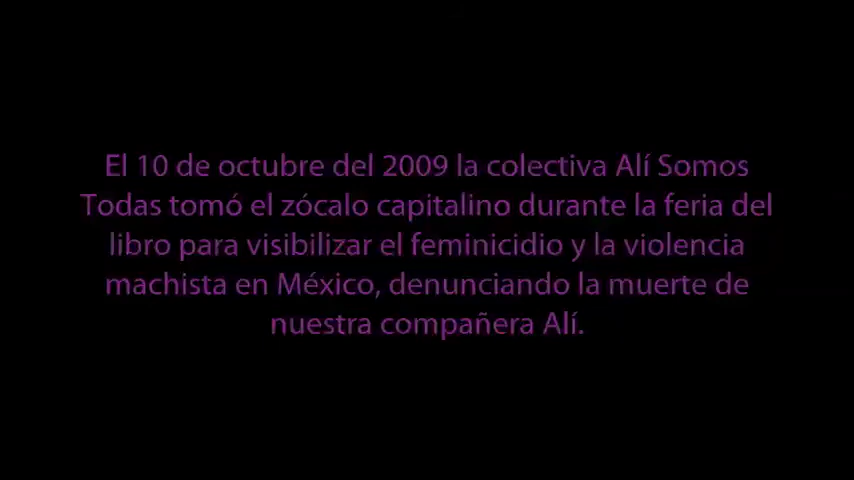 El 10 de octubre del 2009 la colectiva Alí Somos
Todas tomó el zócalo capitalino durante la feria del
libro para visibilizar el feminicidio y la violencia
machista en México, denunciando la muerte de
nuestra compañera Alí.